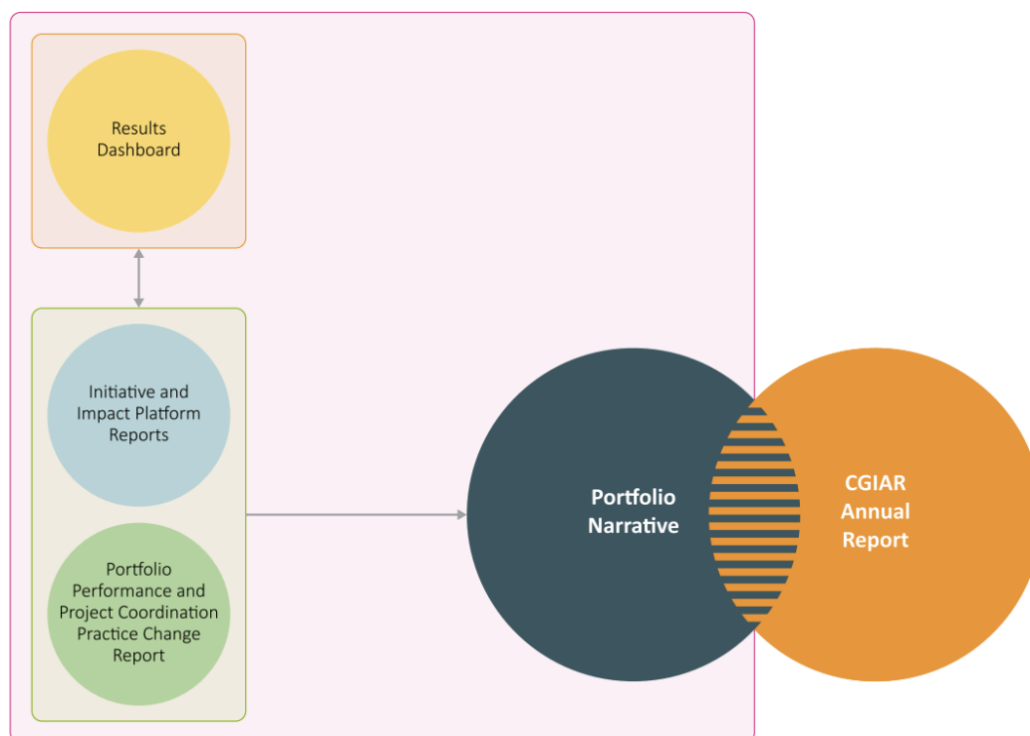 Results
Dashboard
Initiative and
Impact Platform
Reports
Portfolio
Performance and
Project Coordination
Practice Change
Report
Portfolio
Narrative
CGIAR
Annual
Report